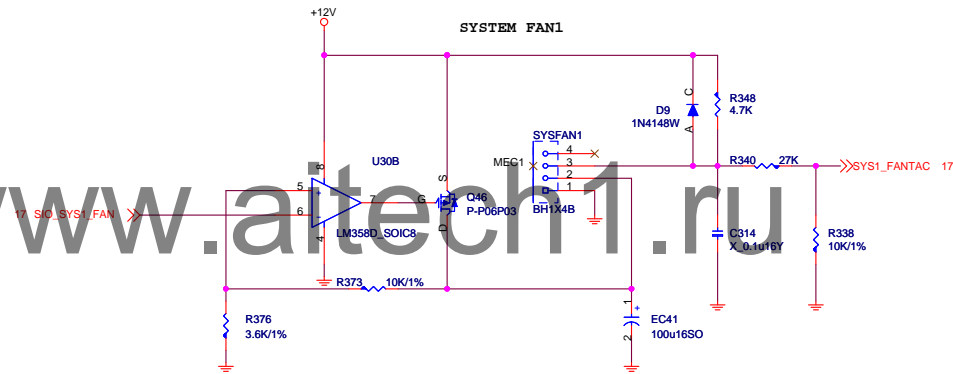 +12V
SYSTEM FAN1
C
D9
1N4148W
A
R348
4.7K
SYSFAN1
4
3
2
1
MEC1
BH1X4B
R340
27K
SYS1_FANTAC 17
U30B
8
5
+
6
-
7
4
LM358D_SOIC8
17 SIO_SYS1_FAN
S
G
D
Q46
P-P06P03
www.aitech1.ru
C314
X_0.1u16Y
R338
10K/1%
R373
10K/1%
R376
3.6K/1%
1
+
2
EC41
100u16SO